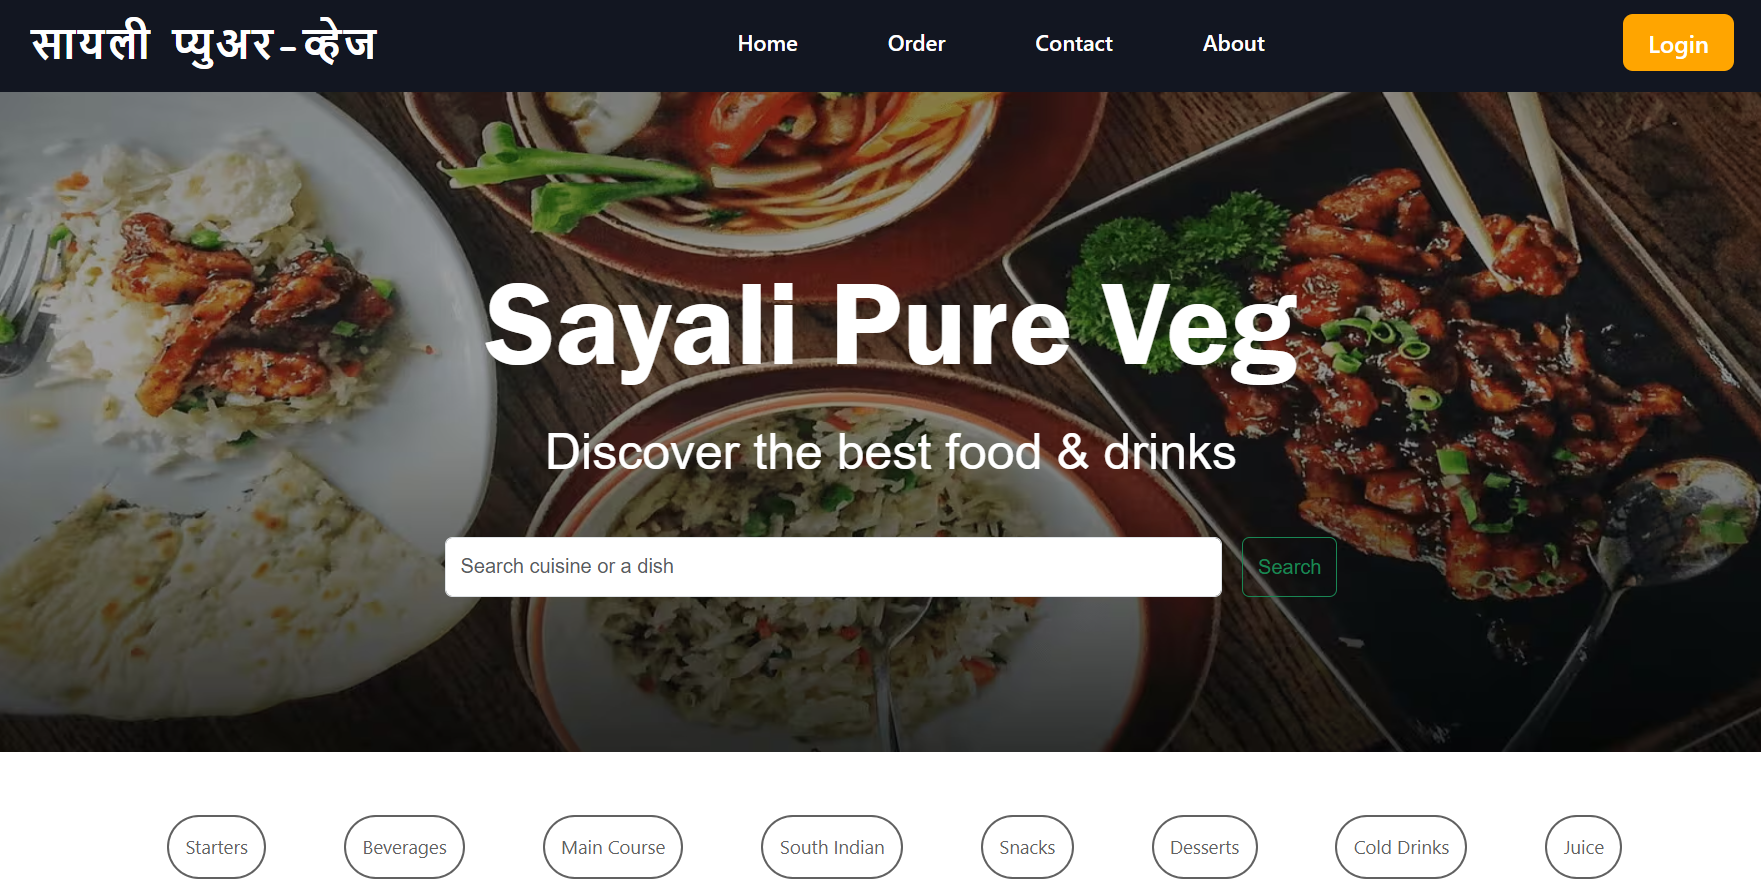 सायली प्युअर-व्हेज
Home Order Contact About
Login
Sayali Pure Veg
Discover the best food & drinks
Search cuisine or a dish
Search
Starters Beverages Main Course South Indian Snacks Desserts Cold Drinks Juice